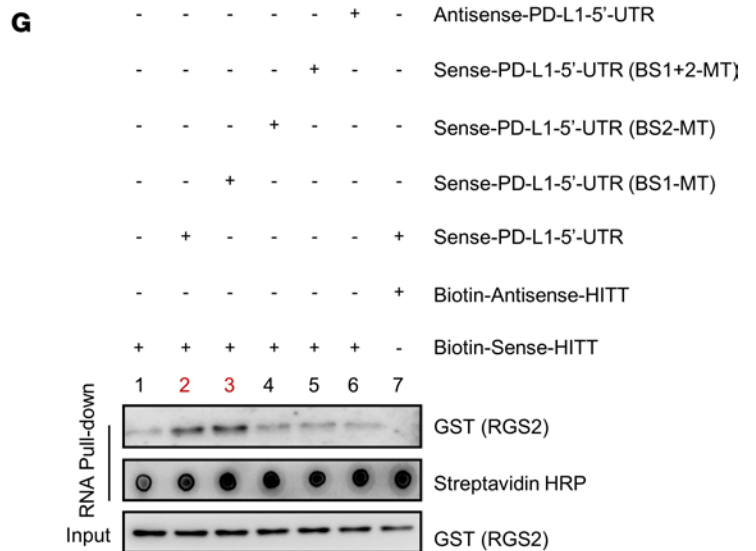 G
- - - - - + - Antisense-PD-L1-5'-UTR
- - - - + - - Sense-PD-L1-5'-UTR (BS1+2-MT)
- - - + - - - Sense-PD-L1-5'-UTR (BS2-MT)
- - + - - - - Sense-PD-L1-5'-UTR (BS1-MT)
- + - - - - + Sense-PD-L1-5'-UTR
- - - - - - + Biotin-Antisense-HITT
+ + + + + + - Biotin-Sense-HITT
1 2 3 4 5 6 7
RNA Pull-down
GST (RGS2)
Streptavidin HRP
Input GST (RGS2)